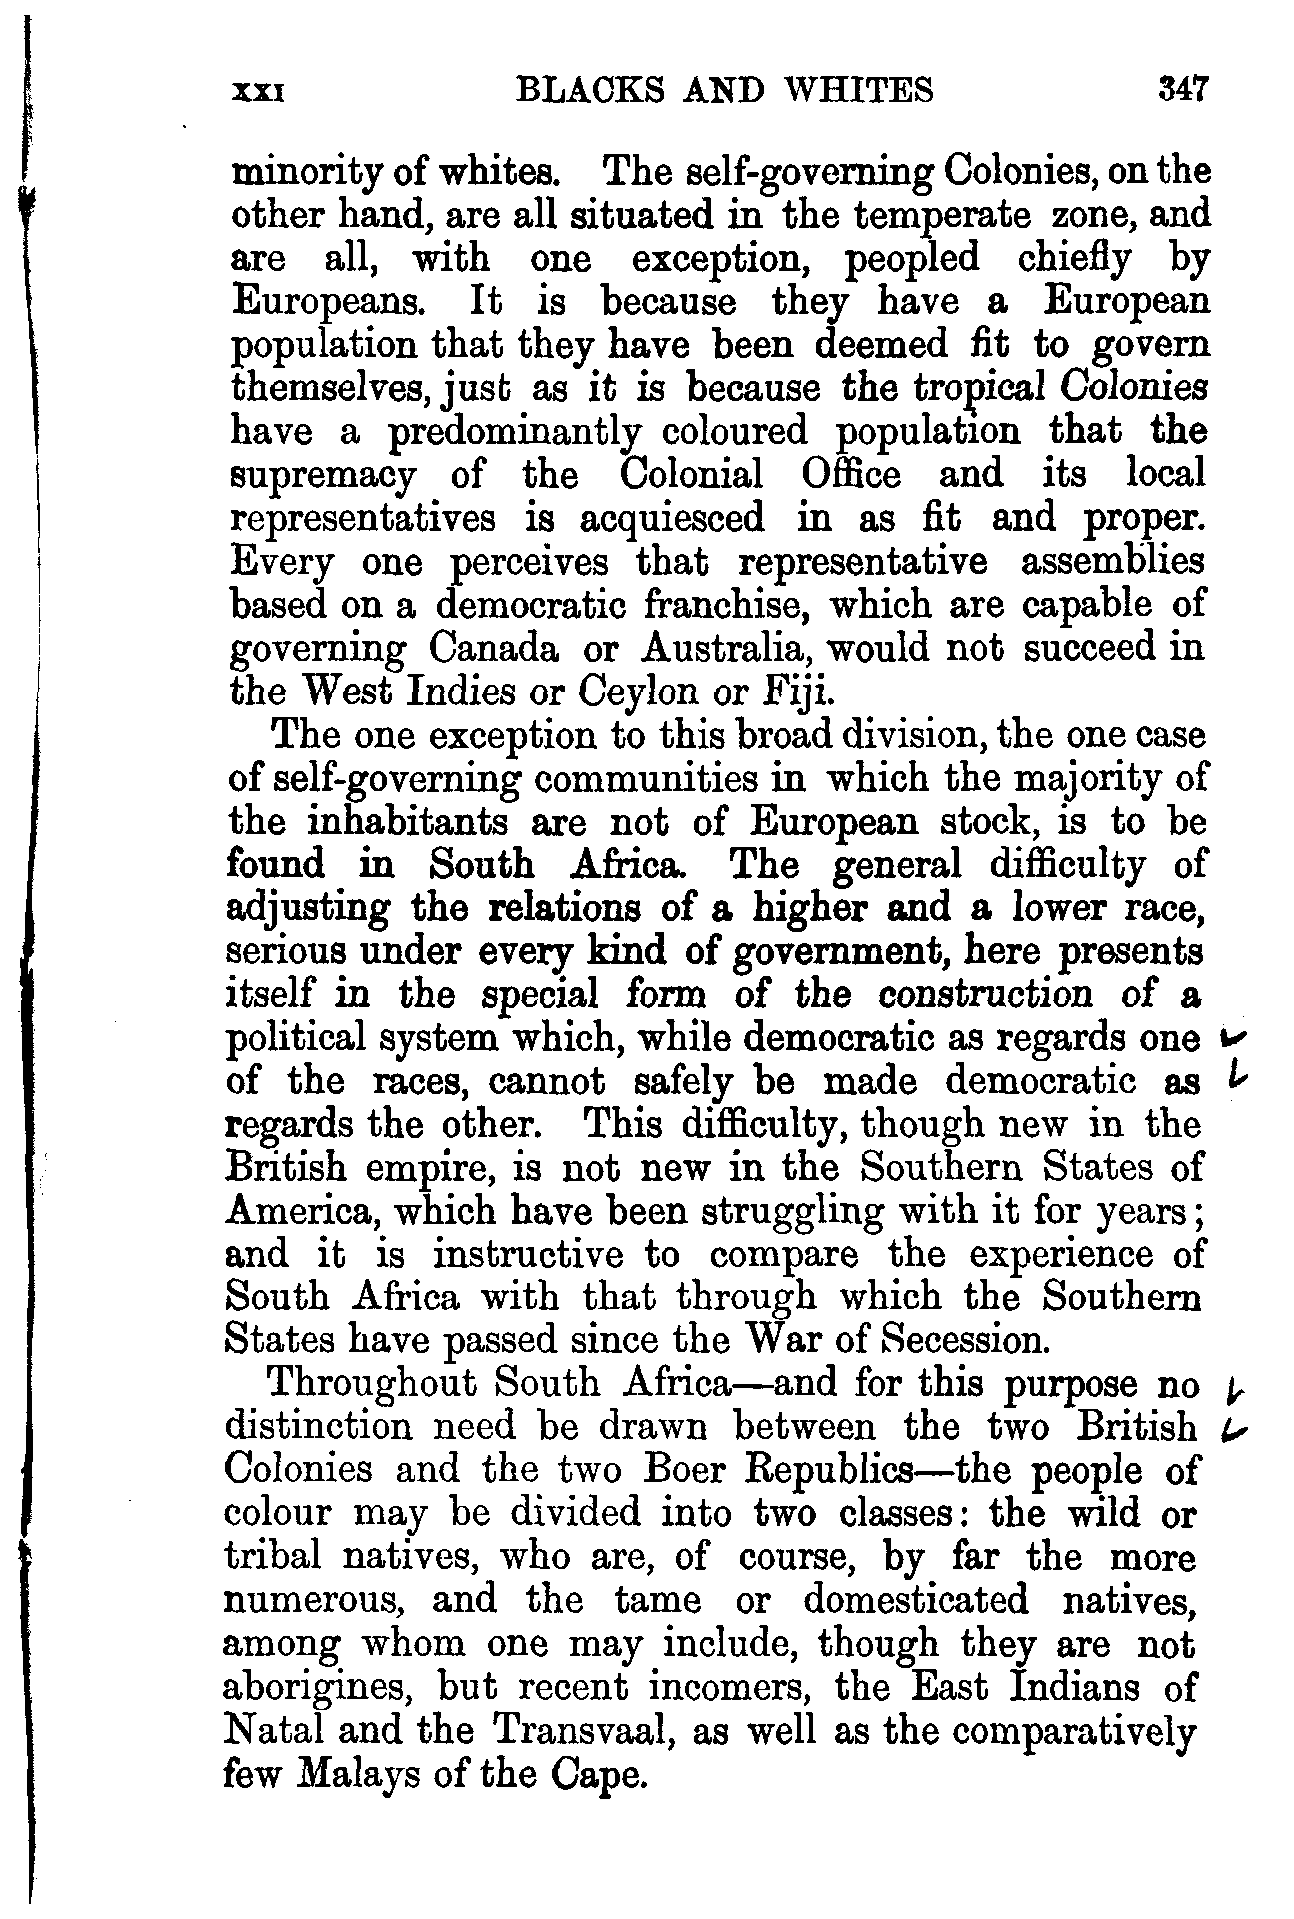 XXI BLACKS AND WHITES 347
minority of whites. The self-governing Colonies, on the
other hand, are all situated in the temperate zone, and
are all, with one exception, peopled chiefly by
Europeans. It is because they have a European
population that they have been deemed fit to govern
themselves, just as it is because the tropical Colonies
have a predominantly coloured population that the
supremacy of the Colonial Office and its local
representatives is acquiesced in as fit and proper.
Every one perceives that representative assemblies
based on a democratic franchise, which are capable of
governing Canada or Australia, would not succeed in
the West Indies or Ceylon or Fiji.
The one exception to this broad division, the one case
of self-governing communities in which the majority of
the inhabitants are not of European stock, is to be
found in South Africa. The general difficulty of
adjusting the relations of a higher and a lower race,
serious under every kind of government, here presents
itself in the special form of the construction of a
political system which, while democratic as regards one
of the races, cannot safely be made democratic as
regards the other. This difficulty, though new in the
British empire, is not new in the Southern States of
America, which have been struggling with it for years;
and it is instructive to compare the experience of
South Africa with that through which the Southern
States have passed since the War of Secession.
Throughout South Africa—and for this purpose no
distinction need be drawn between the two British
Colonies and the two Boer Republics—the people of
colour may be divided into two classes: the wild or
tribal natives, who are, of course, by far the more
numerous, and the tame or domesticated natives,
among whom one may include, though they are not
aborigines, but recent incomers, the East Indians of
Natal and the Transvaal, as well as the comparatively
few Malays of the Cape.